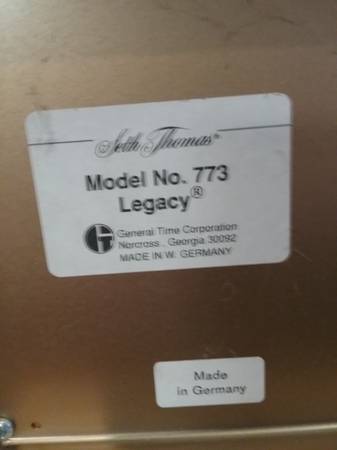 Seth Thomas®
Model No. 773
Legacy®
General Time Corporation
Norcross, Georgia 30092
MADE IN W. GERMANY
Made
in Germany